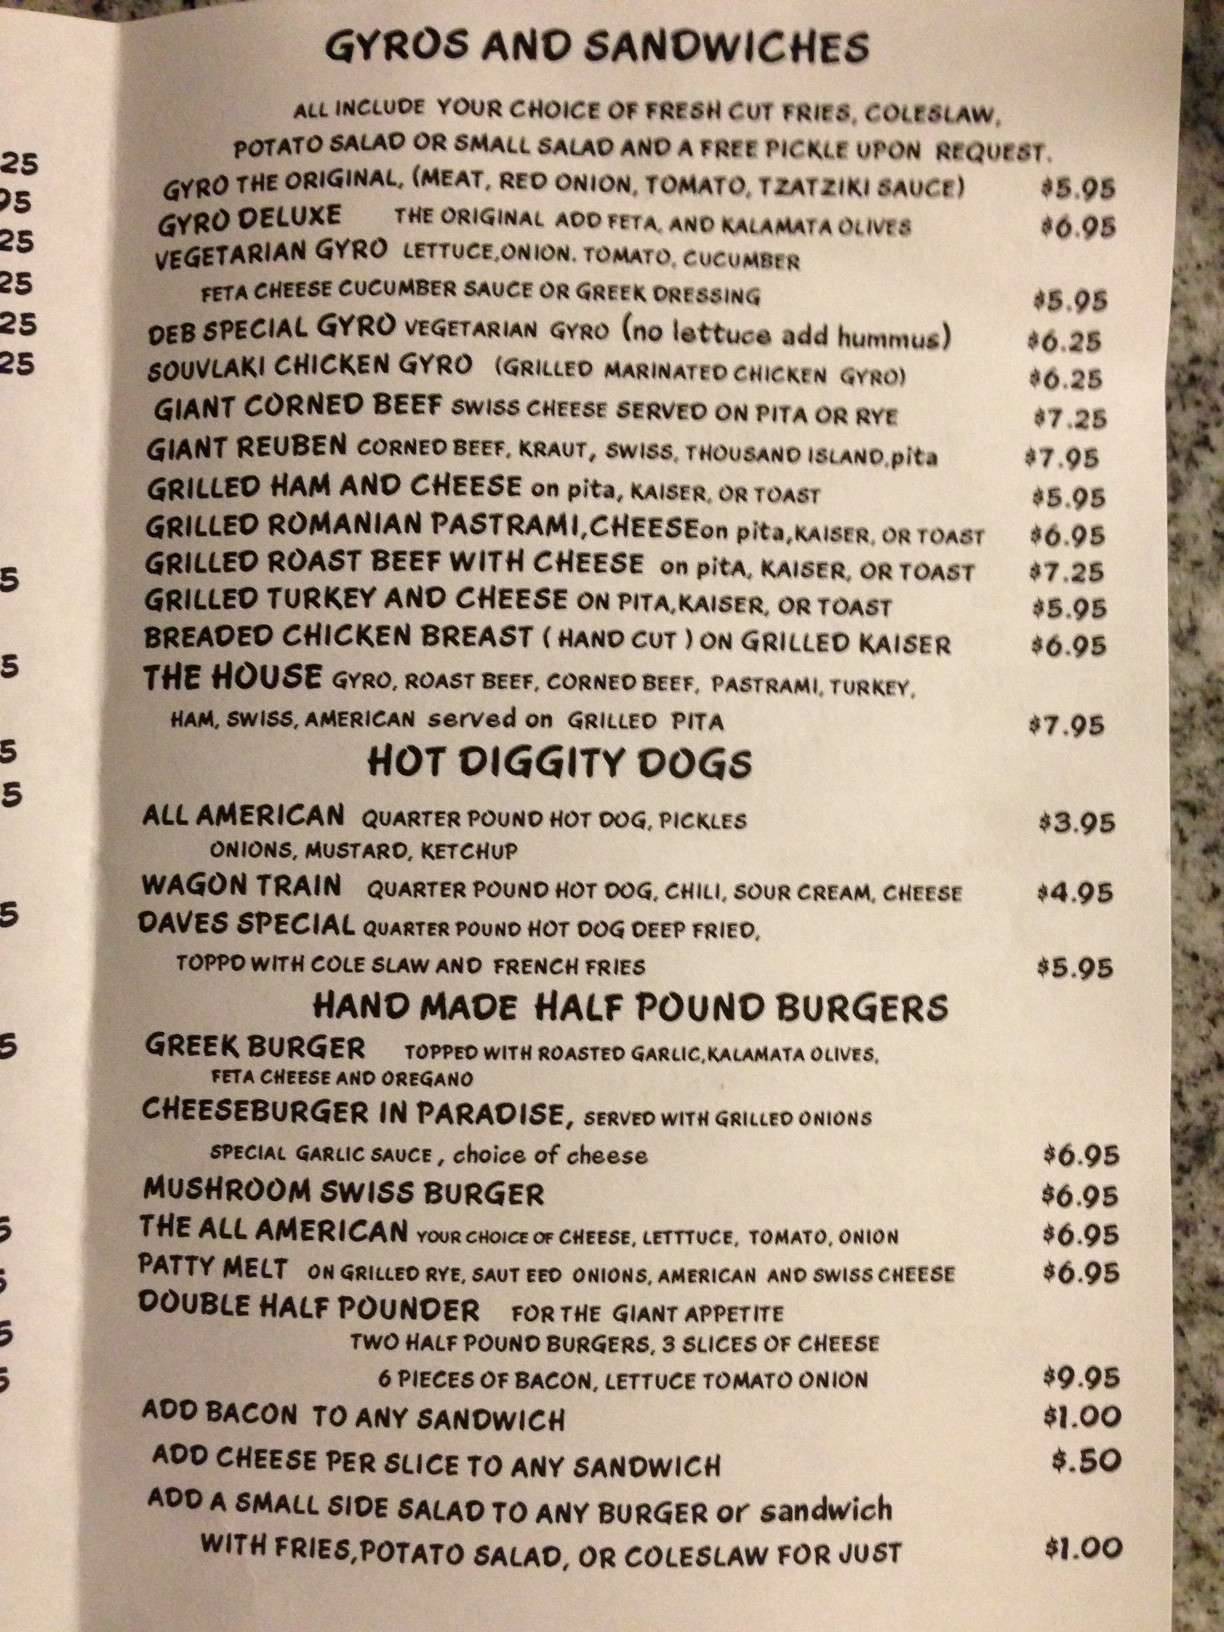 GYROS AND SANDWICHES
ALL INCLUDE YOUR CHOICE OF FRESH CUT FRIES, COLESLAW,
POTATO SALAD OR SMALL SALAD AND A FREE PICKLE UPON REQUEST.
GYRO THE ORIGINAL, (MEAT, RED ONION, TOMATO, TZATZIKI SAUCE) $5.95
GYRO DELUXE THE ORIGINAL ADD FETA, AND KALAMATA OLIVES $6.95
VEGETARIAN GYRO LETTUCE,ONION, TOMATO, CUCUMBER
FETA CHEESE CUCUMBER SAUCE OR GREEK DRESSING $5.95
DEB SPECIAL GYRO VEGETARIAN GYRO (no lettuce add hummus) $6.25
SOUVLAKI CHICKEN GYRO (GRILLED MARINATED CHICKEN GYRO) $6.25
GIANT CORNED BEEF SWISS CHEESE SERVED ON PITA OR RYE $7.25
GIANT REUBEN CORNED BEEF, KRAUT, SWISS, THOUSAND ISLAND,pita $7.95
GRILLED HAM AND CHEESE on pita, KAISER, OR TOAST $5.95
GRILLED ROMANIAN PASTRAMI,CHEESEon pita,KAISER, OR TOAST $6.95
GRILLED ROAST BEEF WITH CHEESE on pitA, KAISER, OR TOAST $7.25
GRILLED TURKEY AND CHEESE ON PITA,KAISER, OR TOAST $5.95
BREADED CHICKEN BREAST ( HAND CUT ) ON GRILLED KAISER $6.95
THE HOUSE GYRO, ROAST BEEF, CORNED BEEF, PASTRAMI, TURKEY,
HAM, SWISS, AMERICAN served on GRILLED PITA $7.95
HOT DIGGITY DOGS
ALL AMERICAN QUARTER POUND HOT DOG, PICKLES $3.95
ONIONS, MUSTARD, KETCHUP
WAGON TRAIN QUARTER POUND HOT DOG, CHILI, SOUR CREAM, CHEESE $4.95
DAVES SPECIAL QUARTER POUND HOT DOG DEEP FRIED,
TOPPD WITH COLE SLAW AND FRENCH FRIES $5.95
HAND MADE HALF POUND BURGERS
GREEK BURGER TOPPED WITH ROASTED GARLIC,KALAMATA OLIVES,
FETA CHEESE AND OREGANO
CHEESEBURGER IN PARADISE, SERVED WITH GRILLED ONIONS
SPECIAL GARLIC SAUCE , choice of cheese $6.95
MUSHROOM SWISS BURGER $6.95
THE ALL AMERICAN YOUR CHOICE OF CHEESE, LETTTUCE, TOMATO, ONION $6.95
PATTY MELT ON GRILLED RYE, SAUT EED ONIONS, AMERICAN AND SWISS CHEESE $6.95
DOUBLE HALF POUNDER FOR THE GIANT APPETITE
TWO HALF POUND BURGERS, 3 SLICES OF CHEESE
6 PIECES OF BACON, LETTUCE TOMATO ONION $9.95
ADD BACON TO ANY SANDWICH $1.00
ADD CHEESE PER SLICE TO ANY SANDWICH $.50
ADD A SMALL SIDE SALAD TO ANY BURGER or sandwich
WITH FRIES,POTATO SALAD, OR COLESLAW FOR JUST $1.00